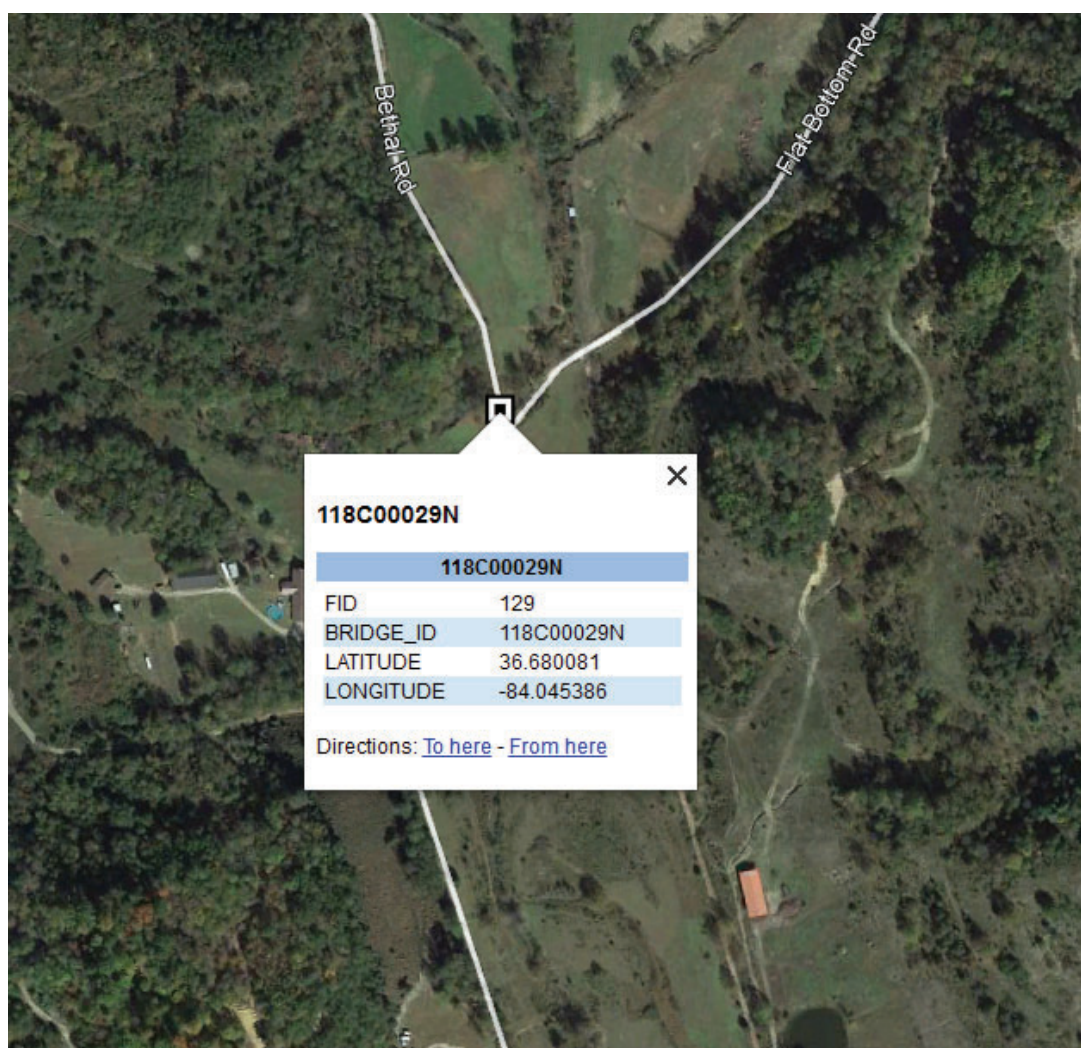 Bethal Rd
Flat Bottom Rd
118C00029N
118C00029N
FID 129
BRIDGE_ID 118C00029N
LATITUDE 36.680081
LONGITUDE -84.045386
Directions: To here - From here